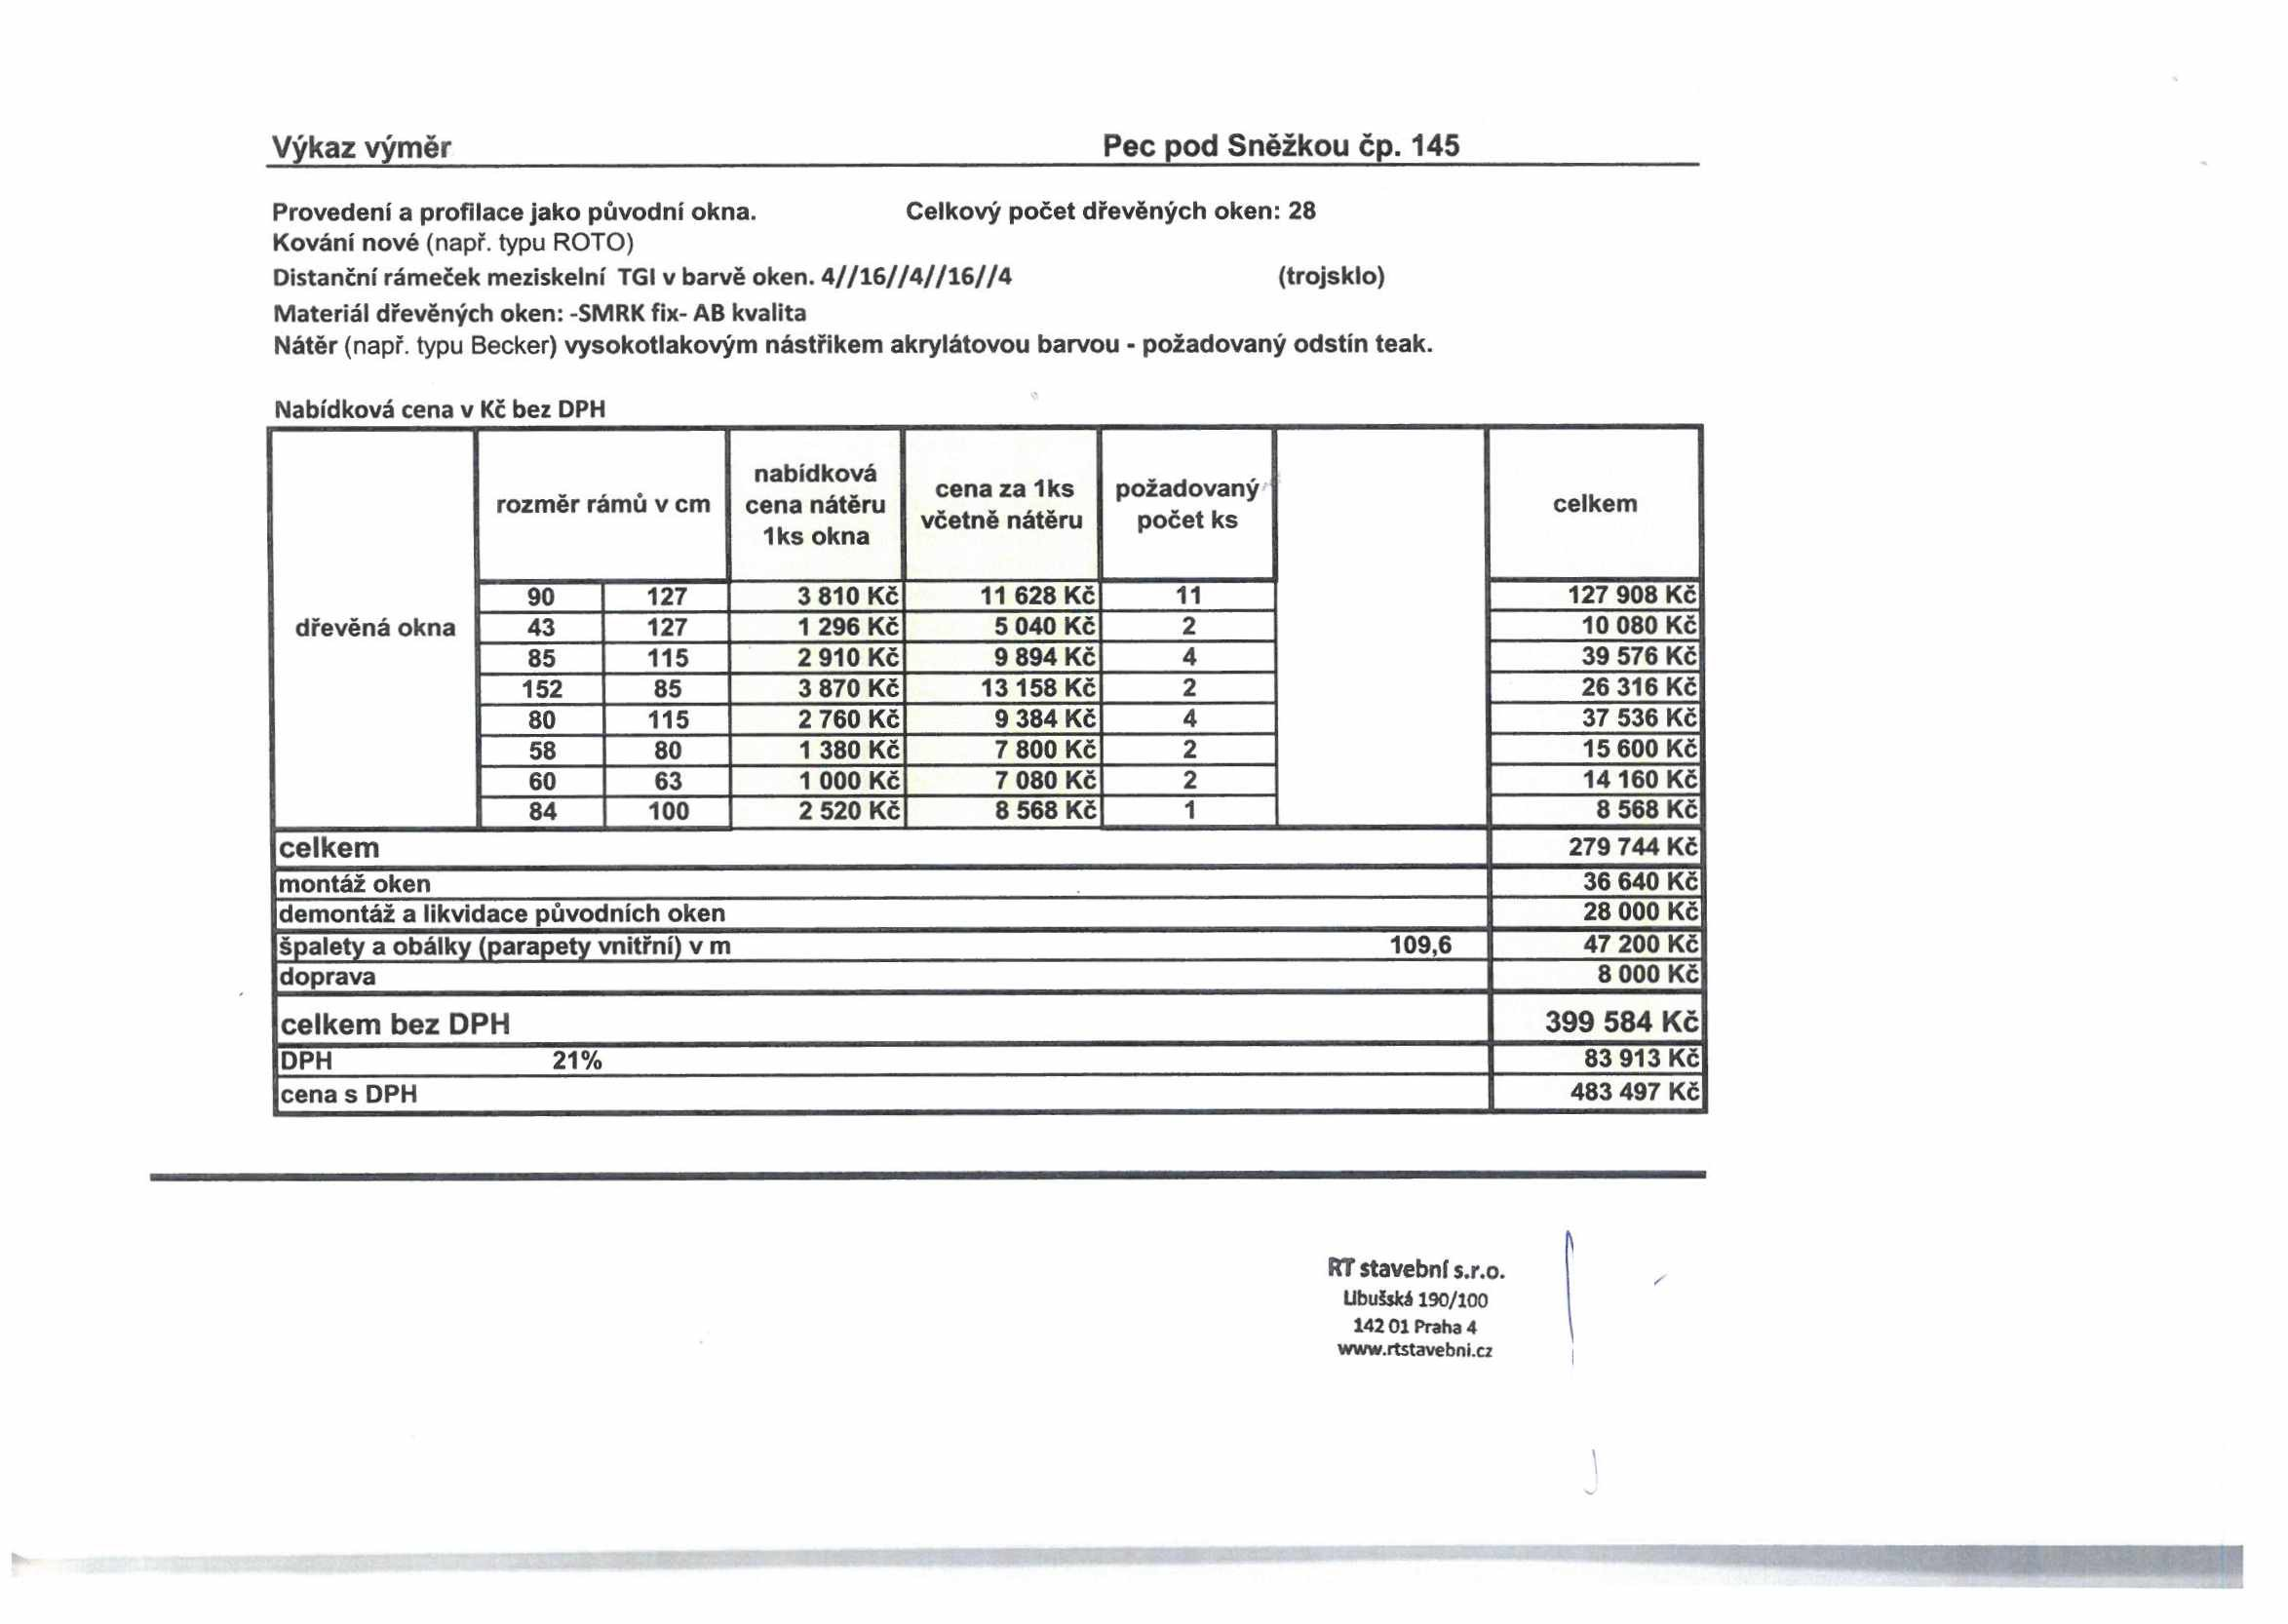 Výkaz výměr Pec pod Sněžkou čp. 145
Provedení a profilace jako původní okna. Celkový počet dřevěných oken: 28
Kování nové (např. typu ROTO)
Distanční rámeček meziskelní TGI v barvě oken. 4//16//4//16//4 (trojsklo)
Materiál dřevěných oken: -SMRK fix- AB kvalita
Nátěr (např. typu Becker) vysokotlakovým nástřikem akrylátovou barvou - požadovaný odstín teak.
Nabídková cena v Kč bez DPH
rozměr rámů v cm nabídková cena nátěru 1ks okna cena za 1ks včetně nátěru požadovaný počet ks celkem
90 127 3 810 Kč 11 628 Kč 11 127 908 Kč
dřevěná okna 43 127 1 296 Kč 5 040 Kč 2 10 080 Kč
85 115 2 910 Kč 9 894 Kč 4 39 576 Kč
152 85 3 870 Kč 13 158 Kč 2 26 316 Kč
80 115 2 760 Kč 9 384 Kč 4 37 536 Kč
58 80 1 380 Kč 7 800 Kč 2 15 600 Kč
60 63 1 000 Kč 7 080 Kč 2 14 160 Kč
84 100 2 520 Kč 8 568 Kč 1 8 568 Kč
celkem 279 744 Kč
montáž oken 36 640 Kč
demontáž a likvidace původních oken 28 000 Kč
špalety a obálky (parapety vnitřní) v m 109,6 47 200 Kč
doprava 8 000 Kč
celkem bez DPH 399 584 Kč
DPH 21% 83 913 Kč
cena s DPH 483 497 Kč
RT stavební s.r.o.
Libušská 190/100
142 01 Praha 4
www.rtstavebni.cz